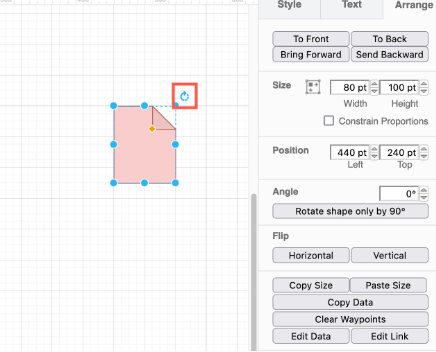 Style Text Arrange
To Front To Back
Bring Forward Send Backward
Size 80 pt 100 pt
Width Height
Constrain Proportions
Position 440 pt 240 pt
Left Top
Angle 0°
Rotate shape only by 90°
Flip
Horizontal Vertical
Copy Size Paste Size
Copy Data
Clear Waypoints
Edit Data Edit Link